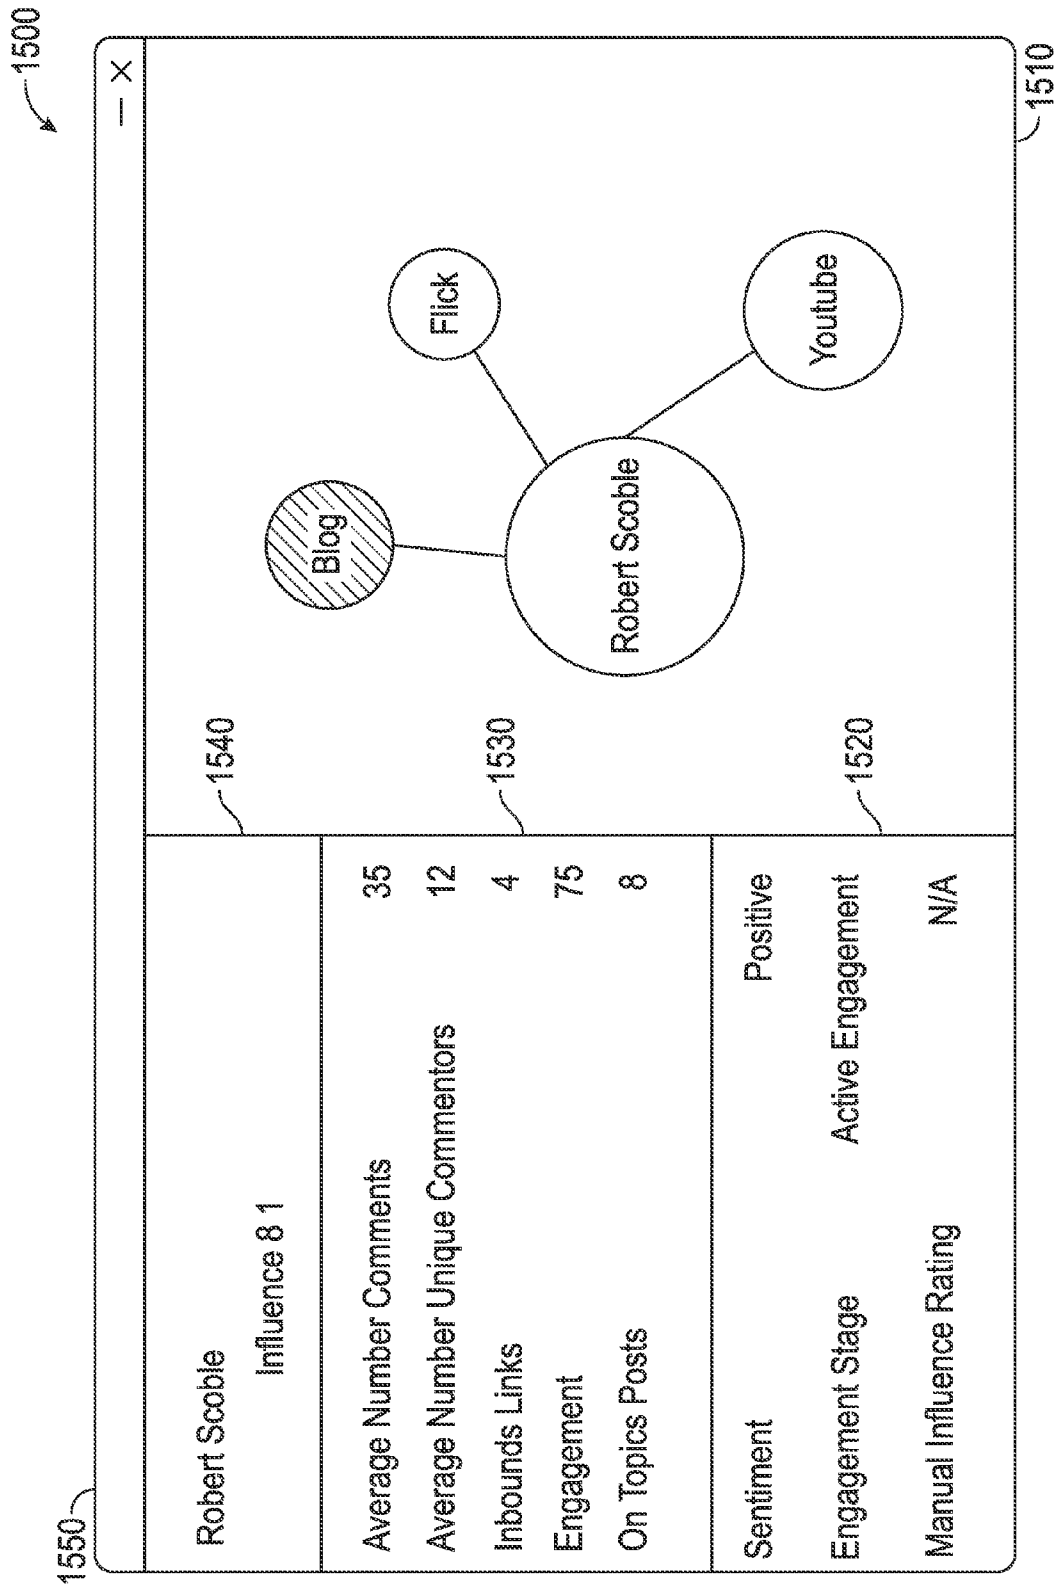 1500
1550
– X
Robert Scoble
Influence 8 1
1540
Average Number Comments 35
Average Number Unique Commentors 12
Inbounds Links 4
Engagement 75
On Topics Posts 8
1530
Sentiment Positive
Engagement Stage Active Engagement
Manual Influence Rating N/A
1520
Blog
Flick
Robert Scoble
Youtube
1510